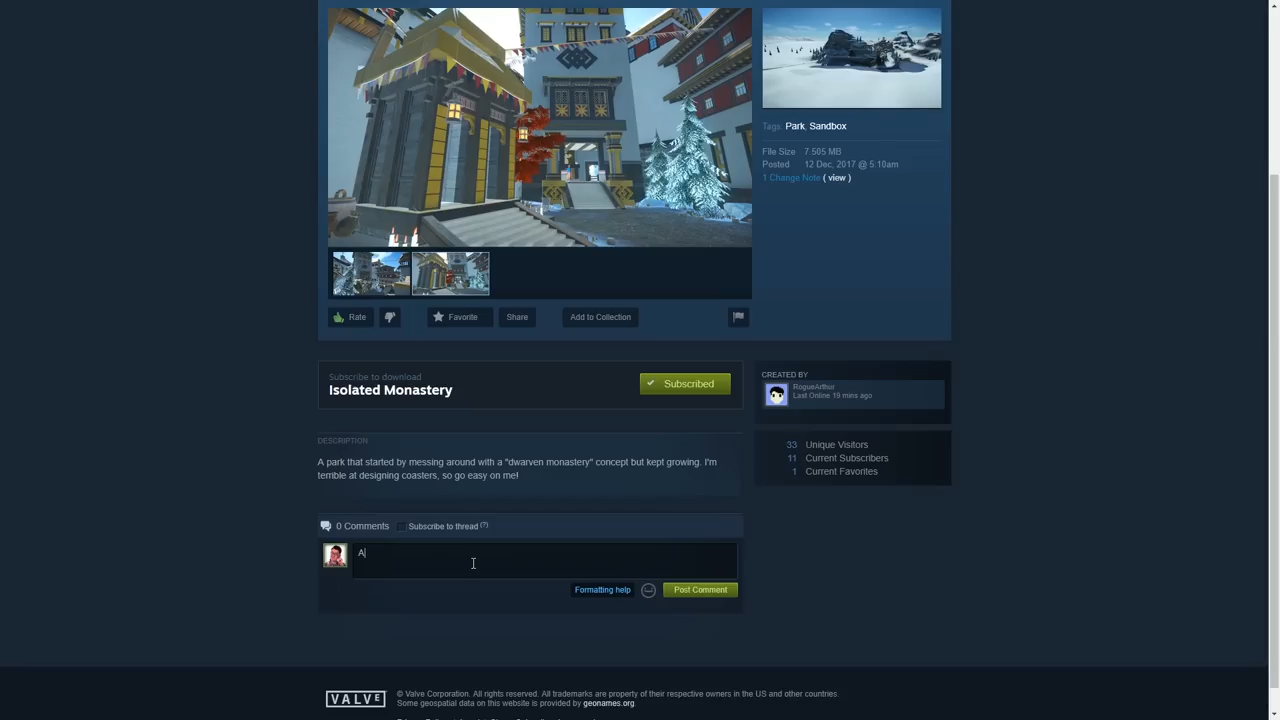 Tags: Park, Sandbox
File Size 7.505 MB
Posted 12 Dec, 2017 @ 5.10am
1 Change Note ( view )
Rate
Favorite
Share
Add to Collection
Subscribe to download
Isolated Monastery
Subscribed
CREATED BY
RogueArthur
Last Online 19 mins ago
33 Unique Visitors
11 Current Subscribers
1 Current Favorites
DESCRIPTION
A park that started by messing around with a "dwarven monastery" concept but kept growing. I'm
terrible at designing coasters, so go easy on me!
0 Comments Subscribe to thread (?)
A
Formatting help
Post Comment
VALVE
© Valve Corporation. All rights reserved. All trademarks are property of their respective owners in the US and other countries.
Some geospatial data on this website is provided by geonames.org.